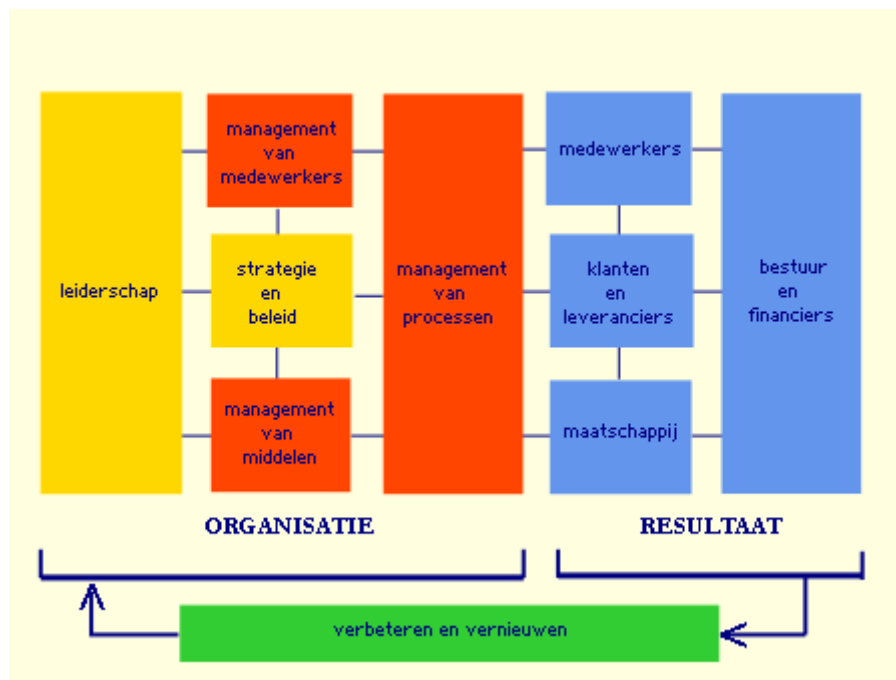 leiderschap
management
van
medewerkers
strategie
en
beleid
management
van
middelen
management
van
processen
medewerkers
klanten
en
leveranciers
maatschappij
bestuur
en
financiers
ORGANISATIE
RESULTAAT
verbeteren en vernieuwen